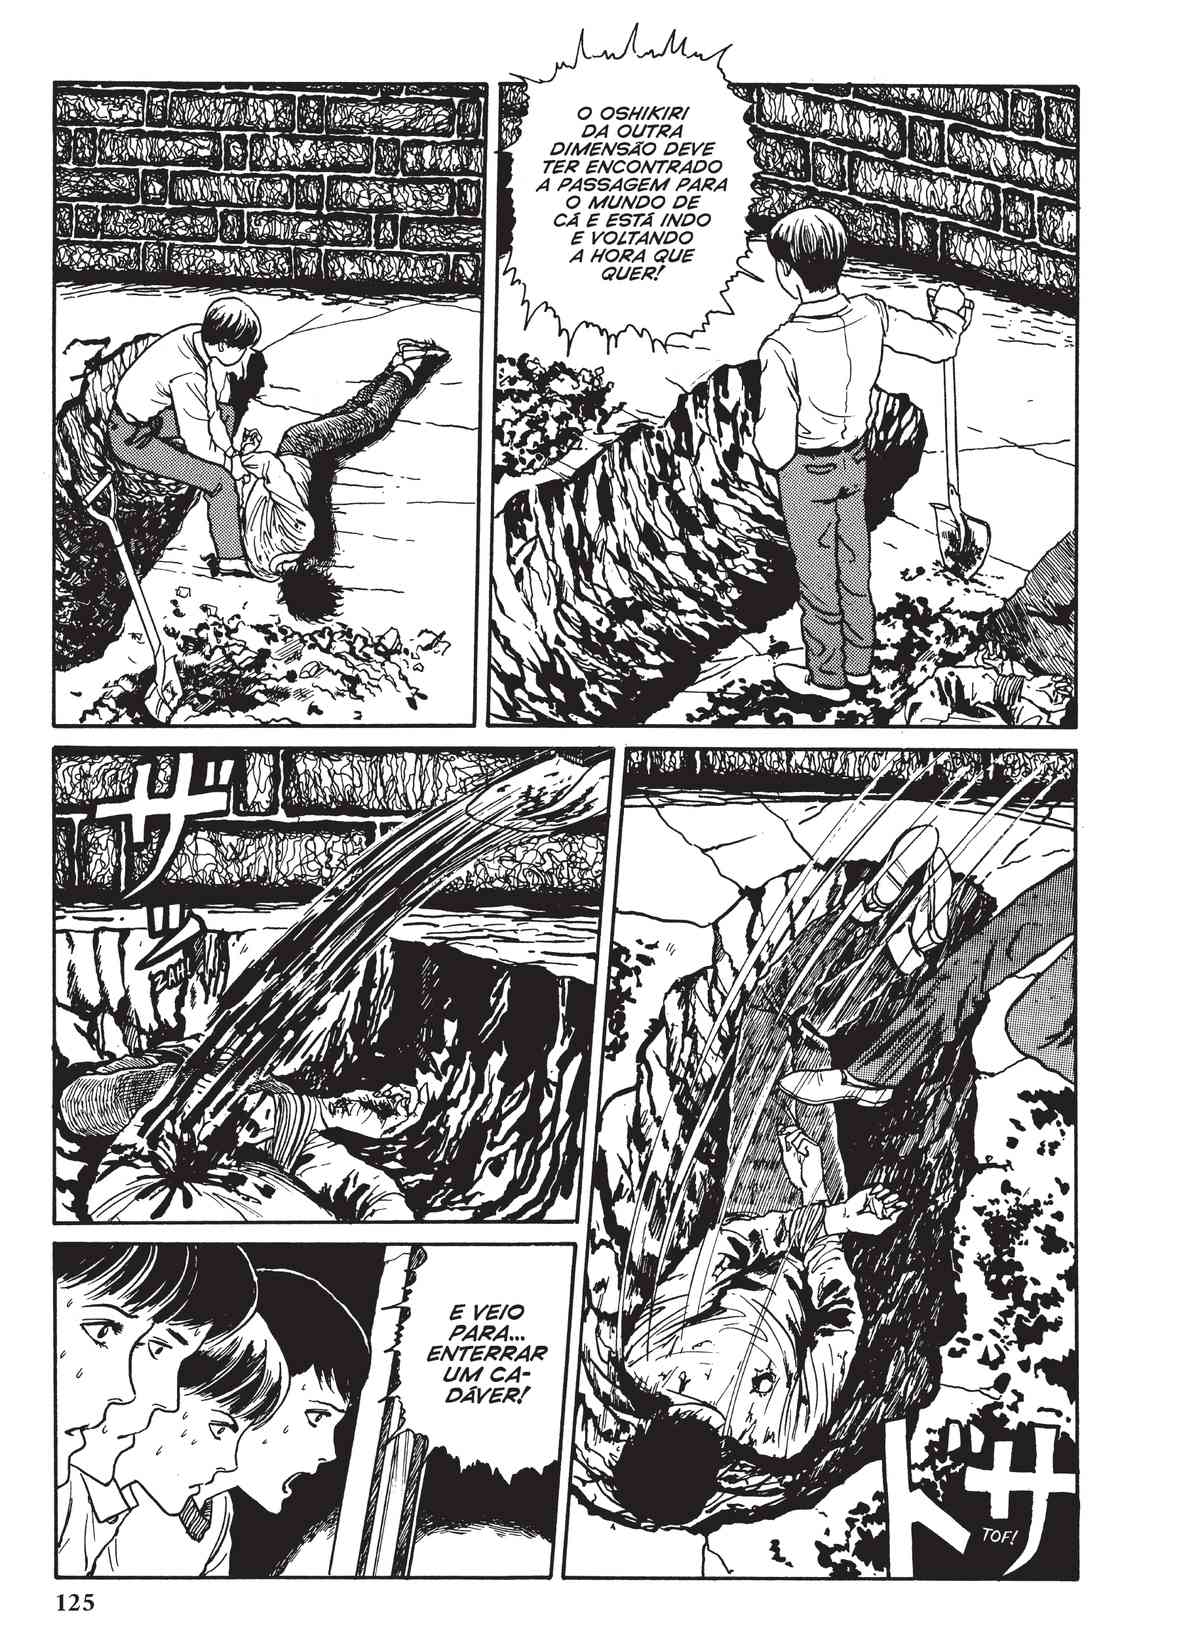 O OSHIKIRI
DA OUTRA
DIMENSÃO DEVE
TER ENCONTRADO
A PASSAGEM PARA
O MUNDO DE
CÁ E ESTÁ INDO
E VOLTANDO
A HORA QUE
QUER!
ドサ
TOF!
ザッ
ZAH!
E VEIO
PARA...
ENTERRAR
UM CA-
DÁVER!
125